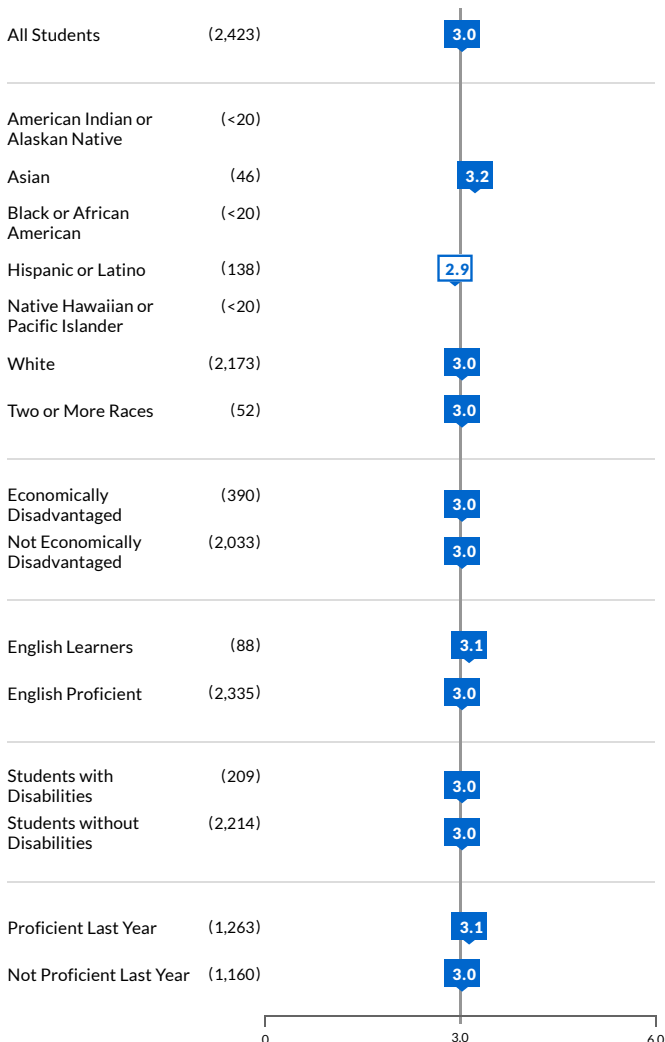 All Students (2,423) 3.0
American Indian or (<20)
Alaskan Native
Asian (46) 3.2
Black or African (<20)
American
Hispanic or Latino (138) 2.9
Native Hawaiian or (<20)
Pacific Islander
White (2,173) 3.0
Two or More Races (52) 3.0
Economically (390) 3.0
Disadvantaged
Not Economically (2,033) 3.0
Disadvantaged
English Learners (88) 3.1
English Proficient (2,335) 3.0
Students with (209) 3.0
Disabilities
Students without (2,214) 3.0
Disabilities
Proficient Last Year (1,263) 3.1
Not Proficient Last Year (1,160) 3.0
0 3.0 6.0